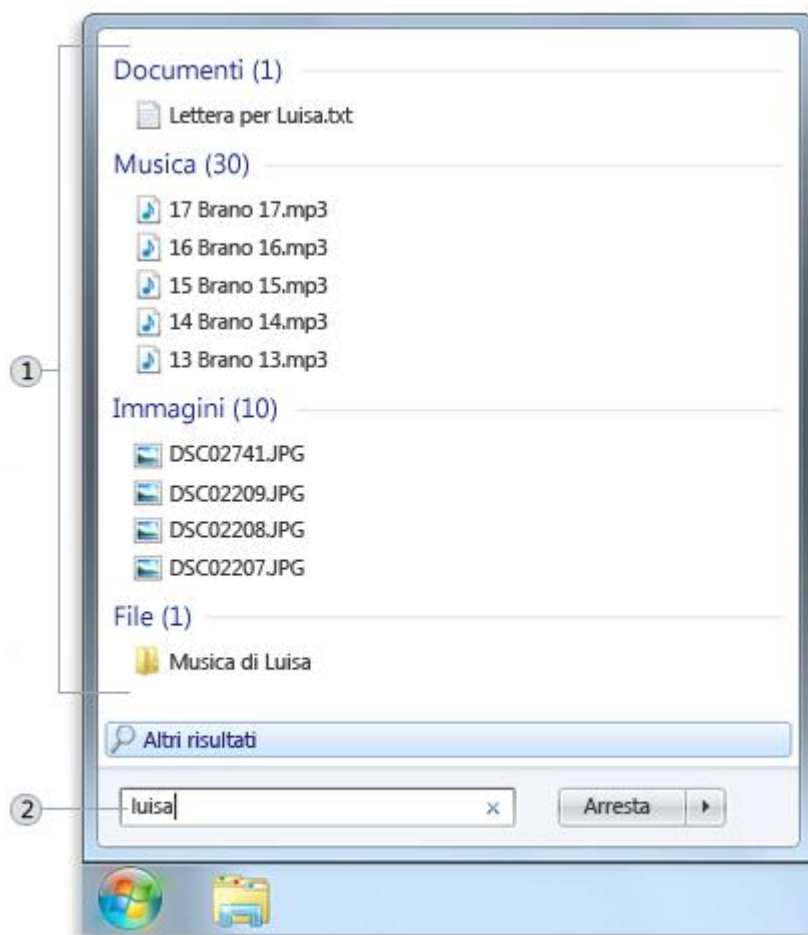 Documenti (1)
Lettera per Luisa.txt
Musica (30)
17 Brano 17.mp3
16 Brano 16.mp3
15 Brano 15.mp3
14 Brano 14.mp3
13 Brano 13.mp3
1
Immagini (10)
DSC02741.JPG
DSC02209.JPG
DSC02208.JPG
DSC02207.JPG
File (1)
Musica di Luisa
Altri risultati
2 luisa Arresta